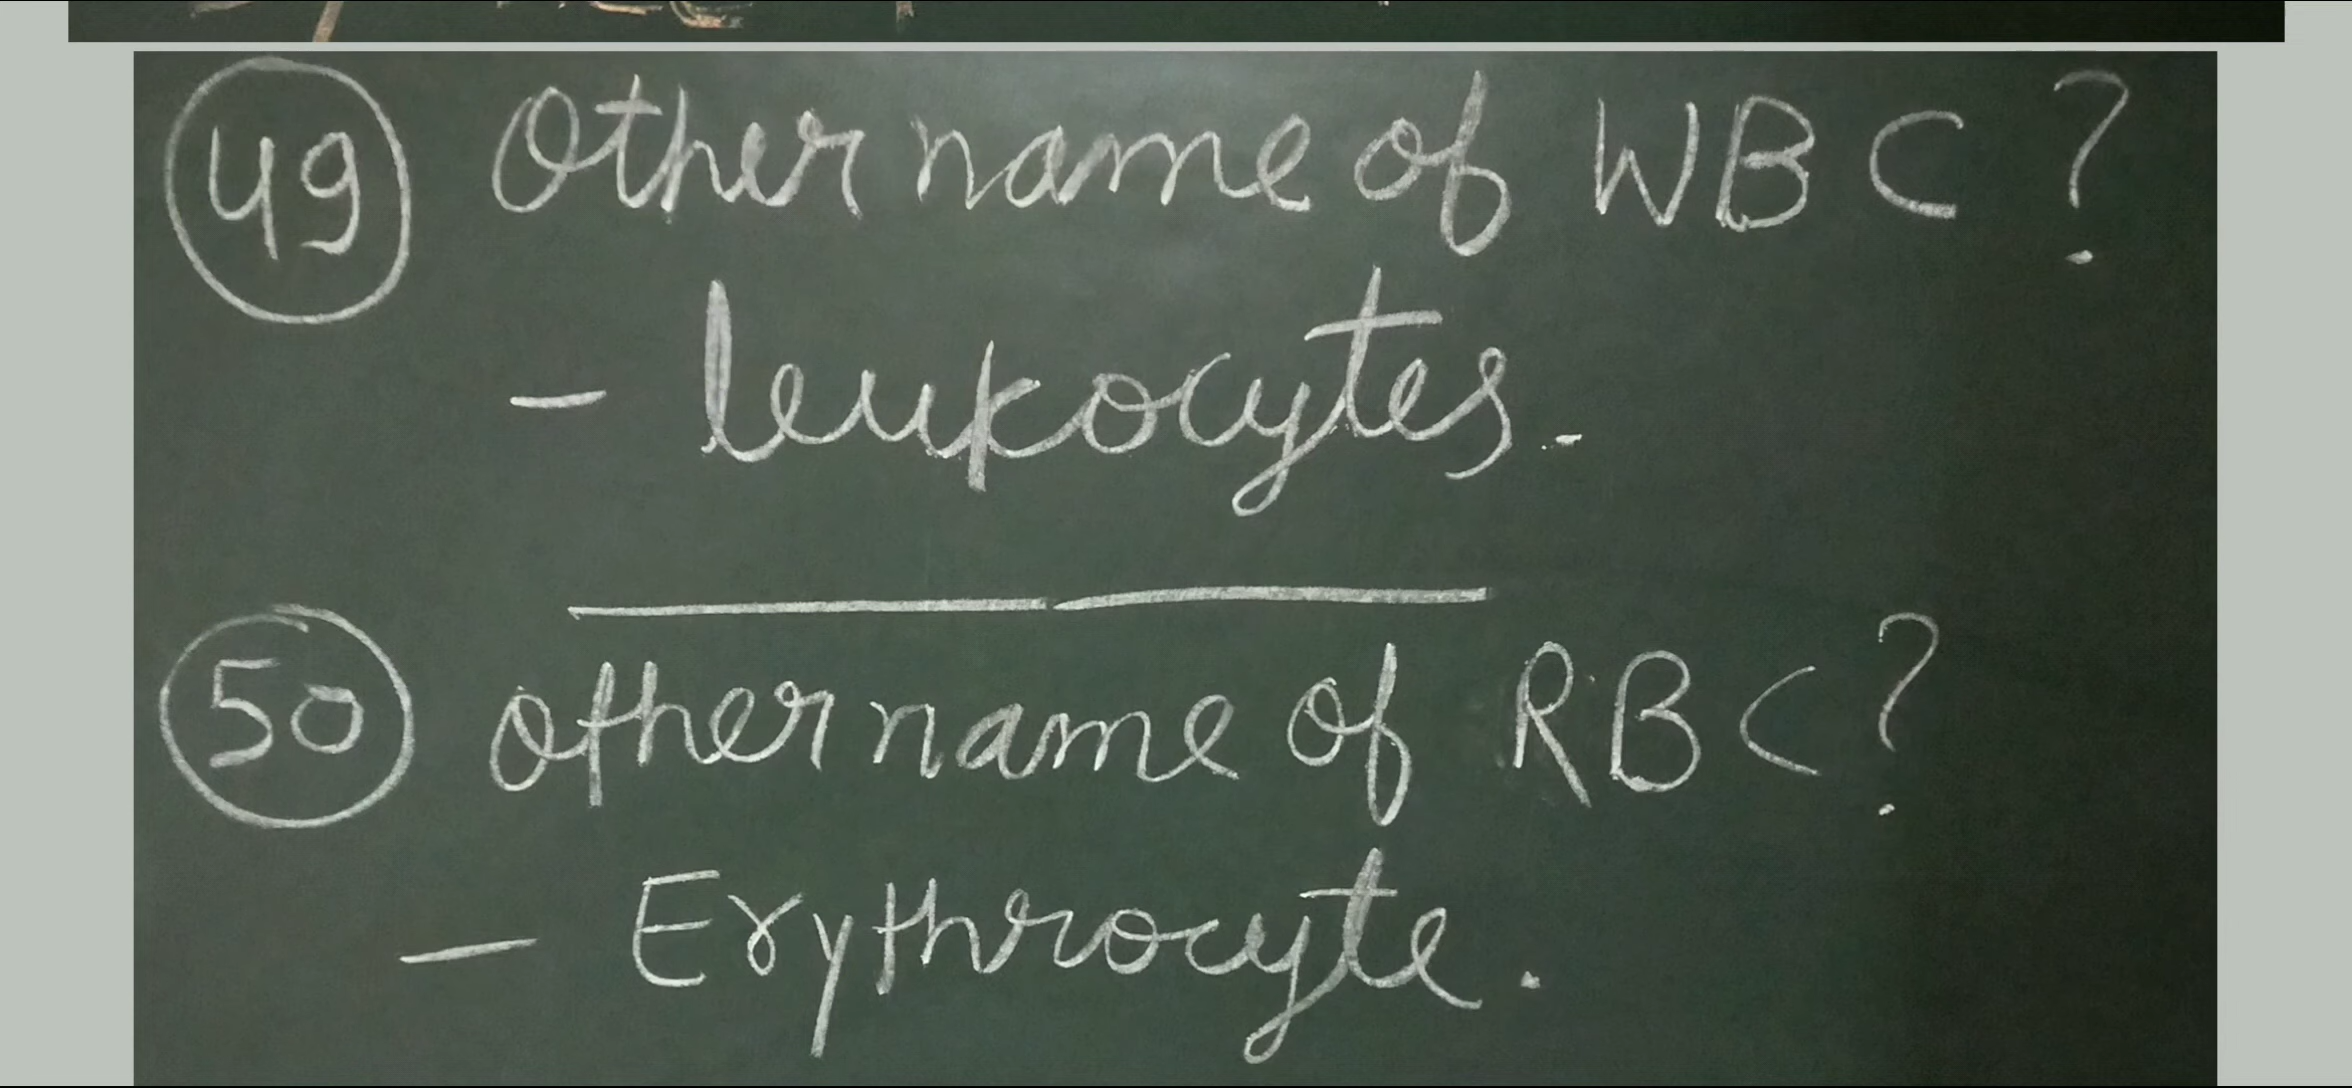 49 Other name of WBC?
- leukocytes.
50 other name of RBC?
- Erythrocyte.